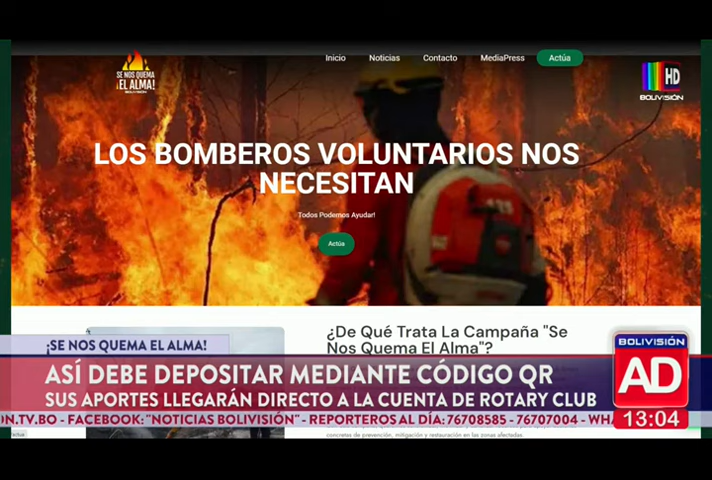 Inicio Noticias Contacto MediaPress Actúa
SE NOS QUEMA
¡EL ALMA!
BOLIVISIÓN
HD
BOLIVISIÓN
LOS BOMBEROS VOLUNTARIOS NOS
NECESITAN
Todos Podemos Ayudar!
Actúa
¿De Qué Trata La Campaña "Se
Nos Quema El Alma"?
¡SE NOS QUEMA EL ALMA!
ASÍ DEBE DEPOSITAR MEDIANTE CÓDIGO QR
SUS APORTES LLEGARÁN DIRECTO A LA CUENTA DE ROTARY CLUB
BOLIVISIÓN
AD
13:04
ON.TV.BO - FACEBOOK: "NOTICIAS BOLIVISIÓN" - REPORTEROS AL DÍA: 76708585 - 76707004 - WHA
concretas de prevención, mitigación y restauración en las zonas afectadas.